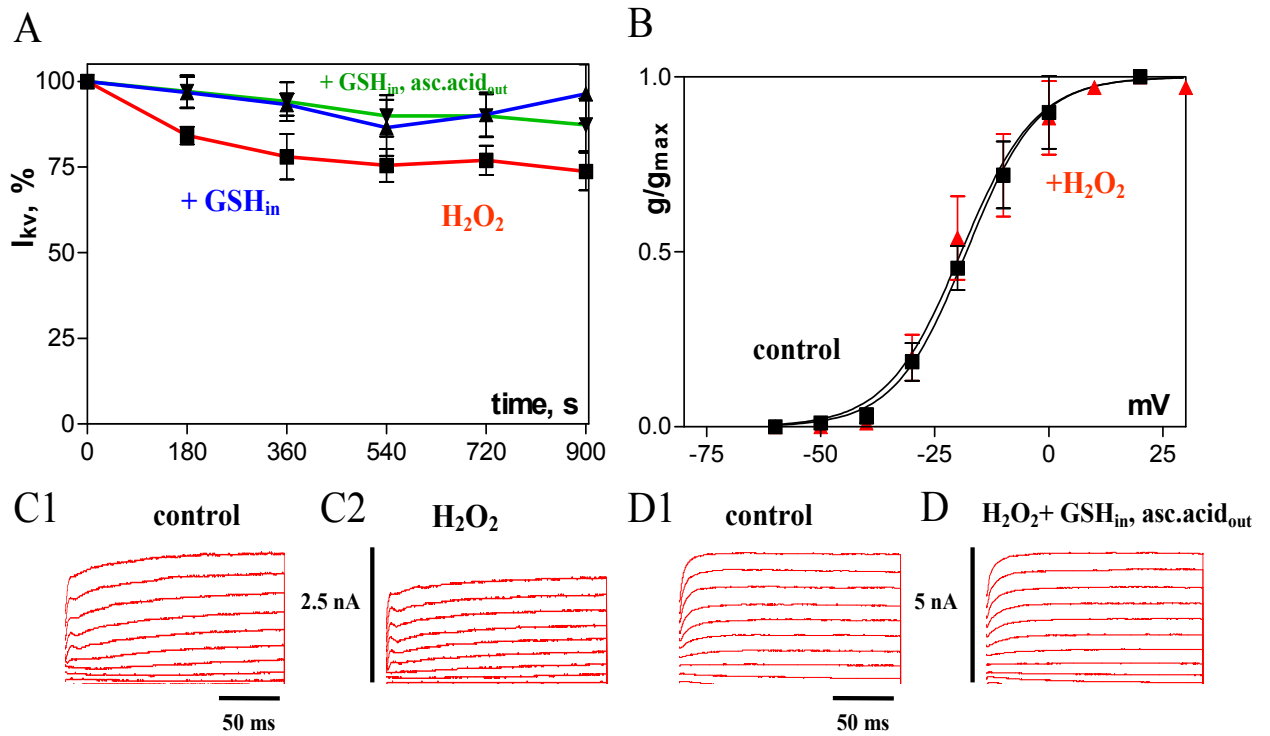 A
100
75
50
25
0
I_kv, %
+ GSH_in, asc.acid_out
+ GSH_in
H₂O₂
time, s
0 180 360 540 720 900
B
1.0
0.5
0.0
g/g_max
+H₂O₂
control
mV
-75 -50 -25 0 25
C1 control
C2 H₂O₂
2.5 nA
50 ms
D1 control
D H₂O₂+ GSH_in, asc.acid_out
5 nA
50 ms